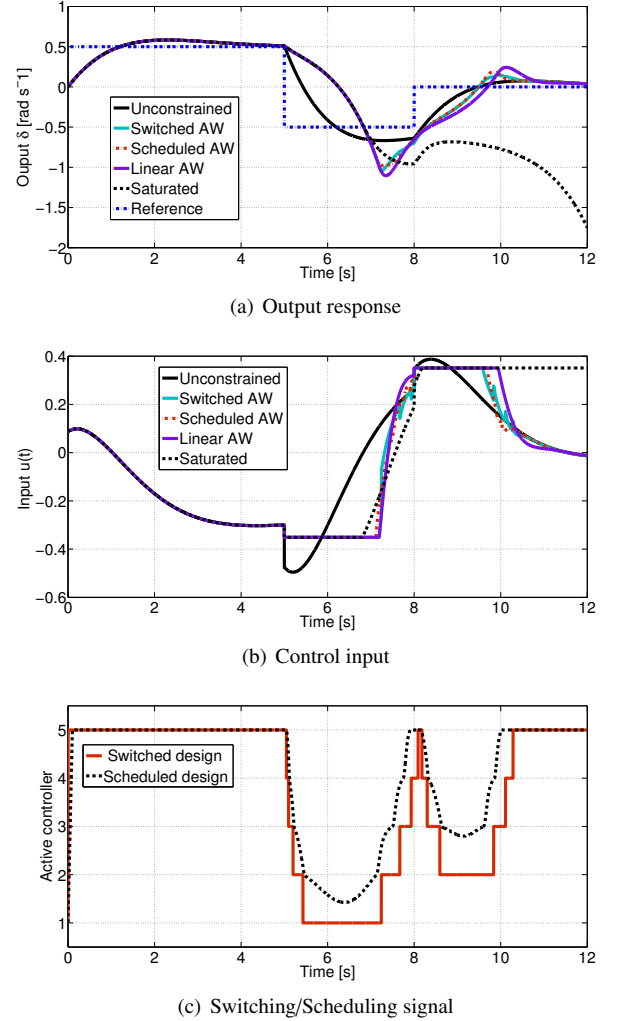 1
0.5
0
−0.5
−1
−1.5
−2
Ouput δ [rad s⁻¹]
Unconstrained
Switched AW
Scheduled AW
Linear AW
Saturated
Reference
0 2 4 6 8 10 12
Time [s]
(a) Output response
0.4
0.2
0
−0.2
−0.4
−0.6
Input u(t)
Unconstrained
Switched AW
Scheduled AW
Linear AW
Saturated
0 2 4 6 8 10 12
Time [s]
(b) Control input
5
4
3
2
1
Active controller
Switched design
Scheduled design
0 2 4 6 8 10 12
Time [s]
(c) Switching/Scheduling signal